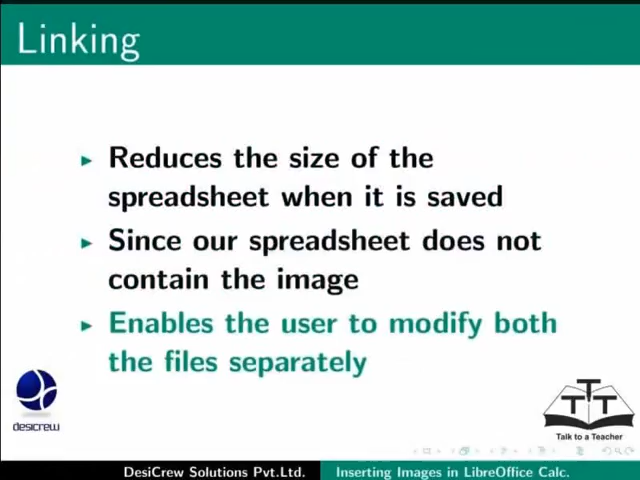 Linking
Reduces the size of the
spreadsheet when it is saved
Since our spreadsheet does not
contain the image
Enables the user to modify both
the files separately
desicrew
TTT
Talk to a Teacher
DesiCrew Solutions Pvt.Ltd.
Inserting Images in LibreOffice Calc.